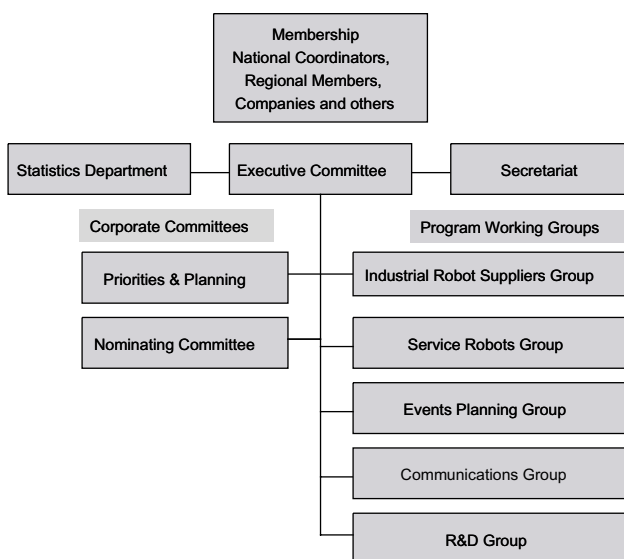 Membership
National Coordinators,
Regional Members,
Companies and others
Statistics Department
Executive Committee
Secretariat
Corporate Committees
Program Working Groups
Priorities & Planning
Industrial Robot Suppliers Group
Nominating Committee
Service Robots Group
Events Planning Group
Communications Group
R&D Group